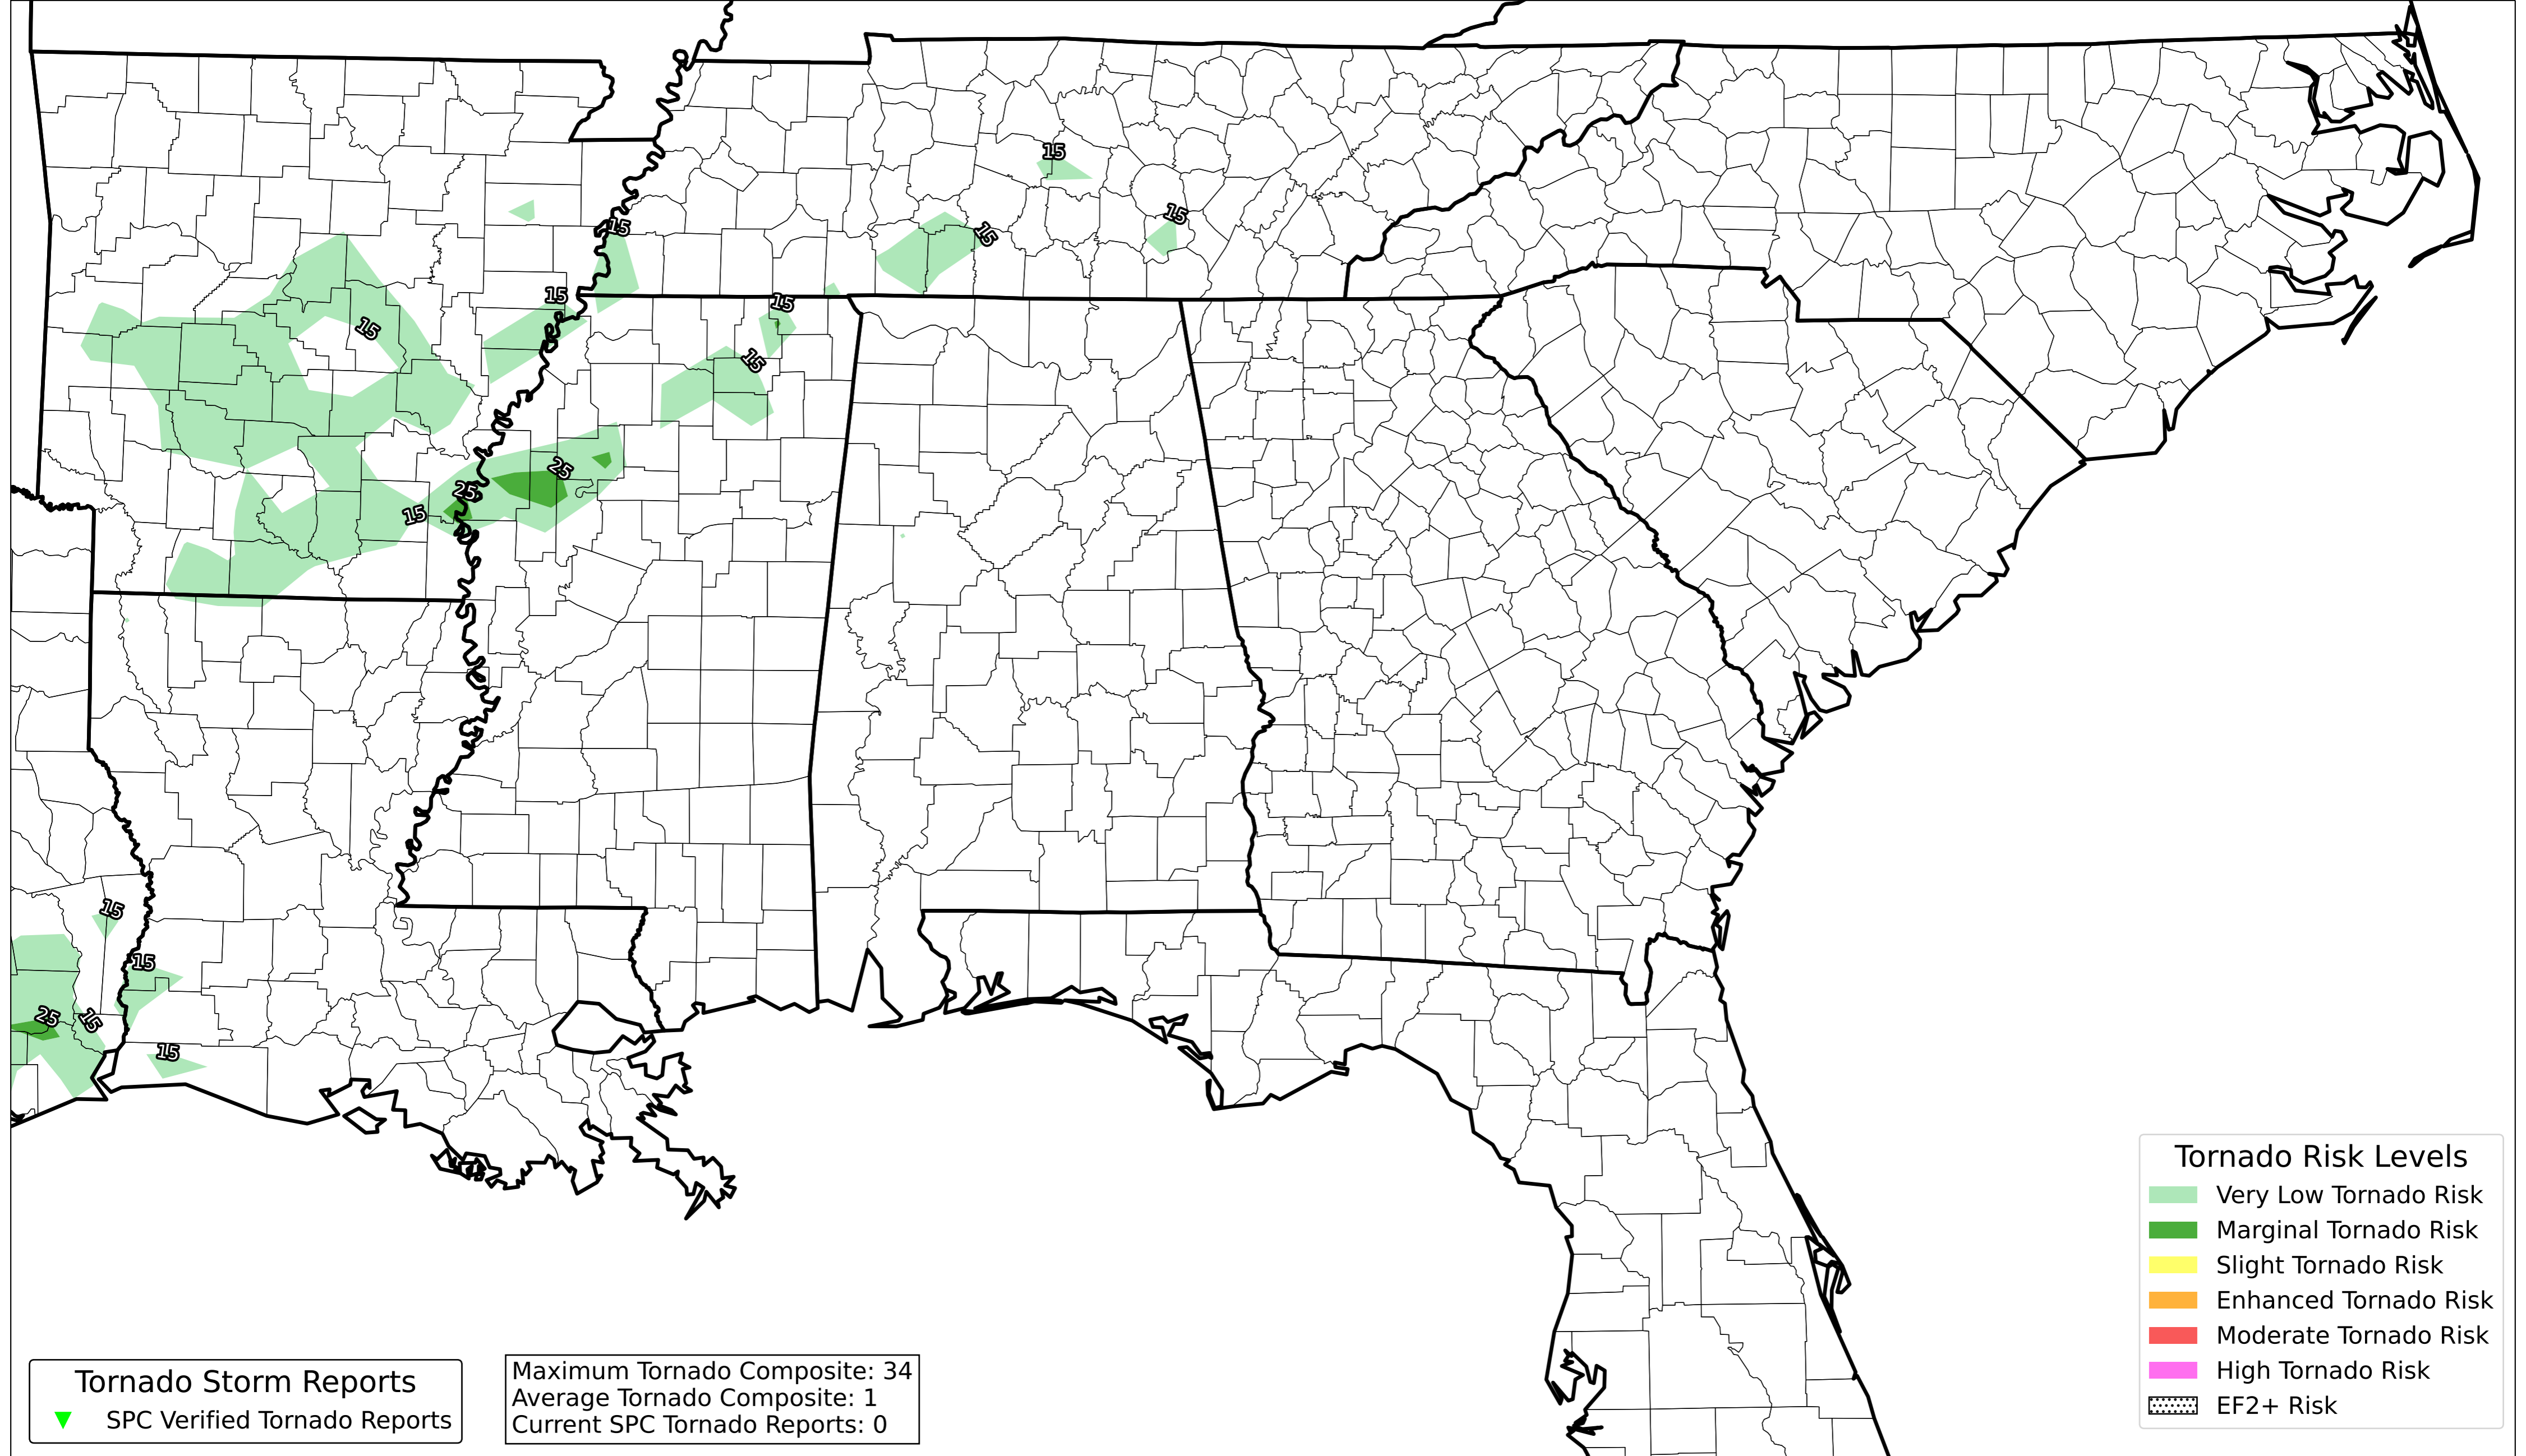 15
15
15
15
15
15
15
15
25
25
15
15
15
25
15
15
Tornado Risk Levels
Very Low Tornado Risk
Marginal Tornado Risk
Slight Tornado Risk
Enhanced Tornado Risk
Moderate Tornado Risk
High Tornado Risk
EF2+ Risk
Tornado Storm Reports
SPC Verified Tornado Reports
Maximum Tornado Composite: 34
Average Tornado Composite: 1
Current SPC Tornado Reports: 0